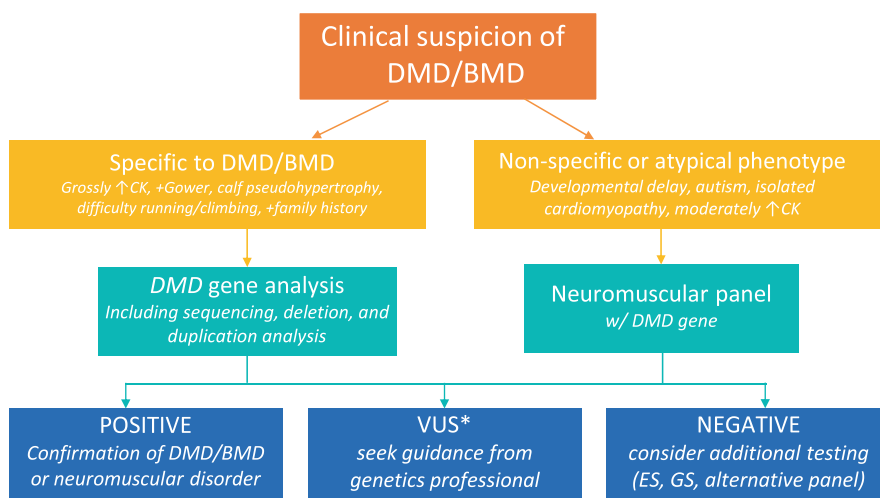 Clinical suspicion of
DMD/BMD
Specific to DMD/BMD
Grossly ↑CK, +Gower, calf pseudohypertrophy,
difficulty running/climbing, +family history
Non-specific or atypical phenotype
Developmental delay, autism, isolated
cardiomyopathy, moderately ↑CK
DMD gene analysis
Including sequencing, deletion, and
duplication analysis
Neuromuscular panel
w/ DMD gene
POSITIVE
Confirmation of DMD/BMD
or neuromuscular disorder
VUS*
seek guidance from
genetics professional
NEGATIVE
consider additional testing
(ES, GS, alternative panel)